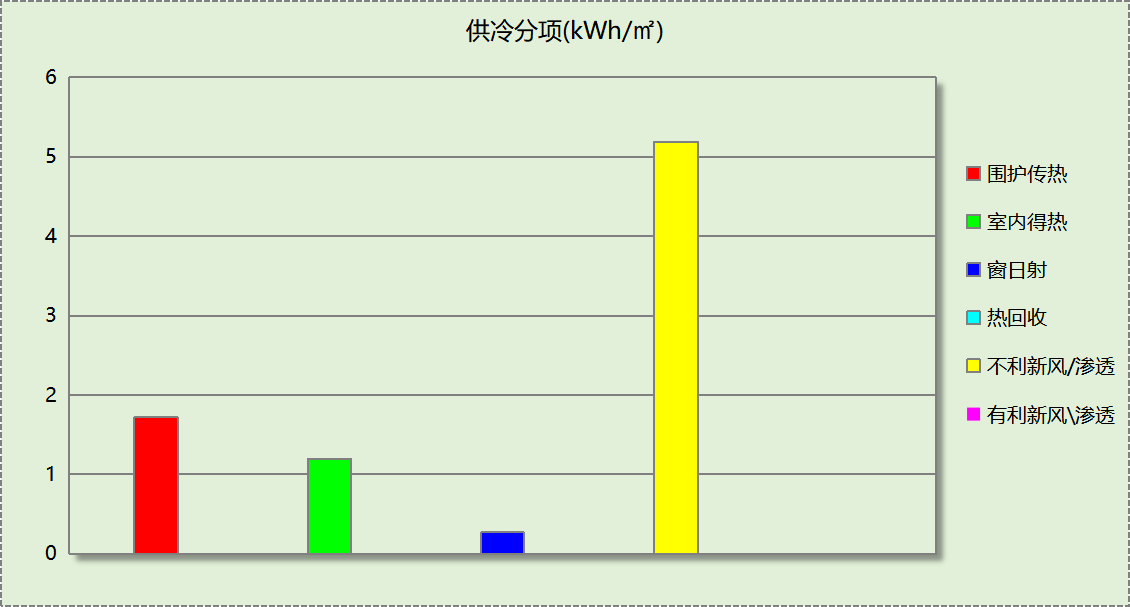 供冷分项(kWh/㎡)
6
5
4
3
2
1
0
围护传热
室内得热
窗日射
热回收
不利新风/渗透
有利新风\渗透